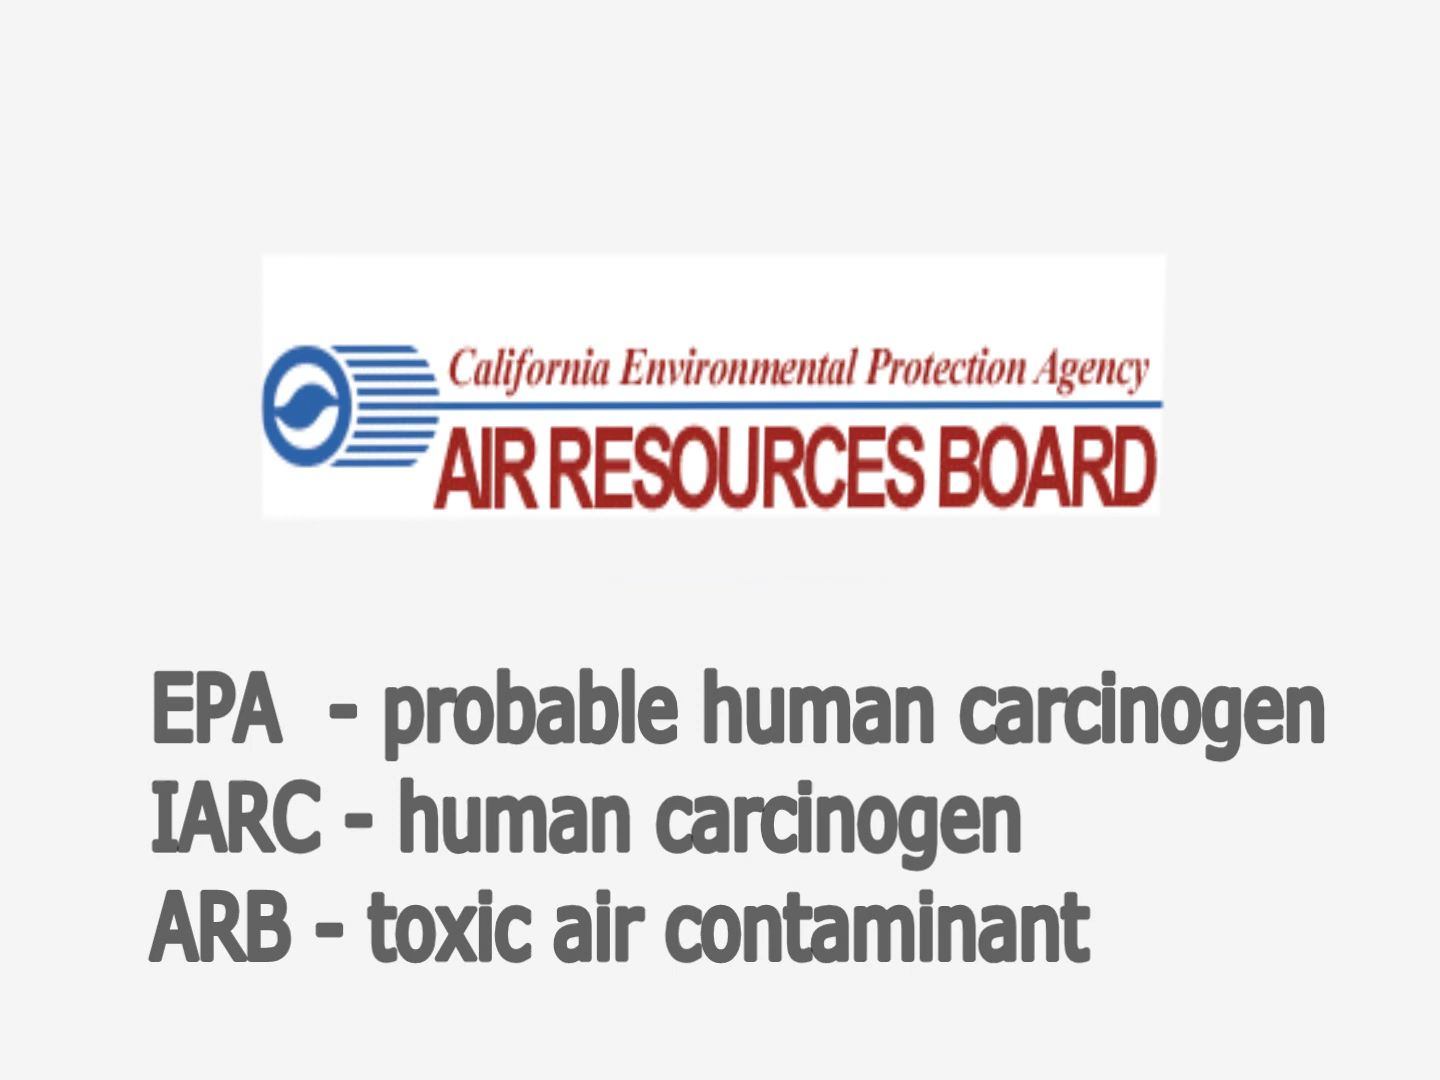 California Environmental Protection Agency
AIR RESOURCES BOARD
EPA - probable human carcinogen
IARC - human carcinogen
ARB - toxic air contaminant